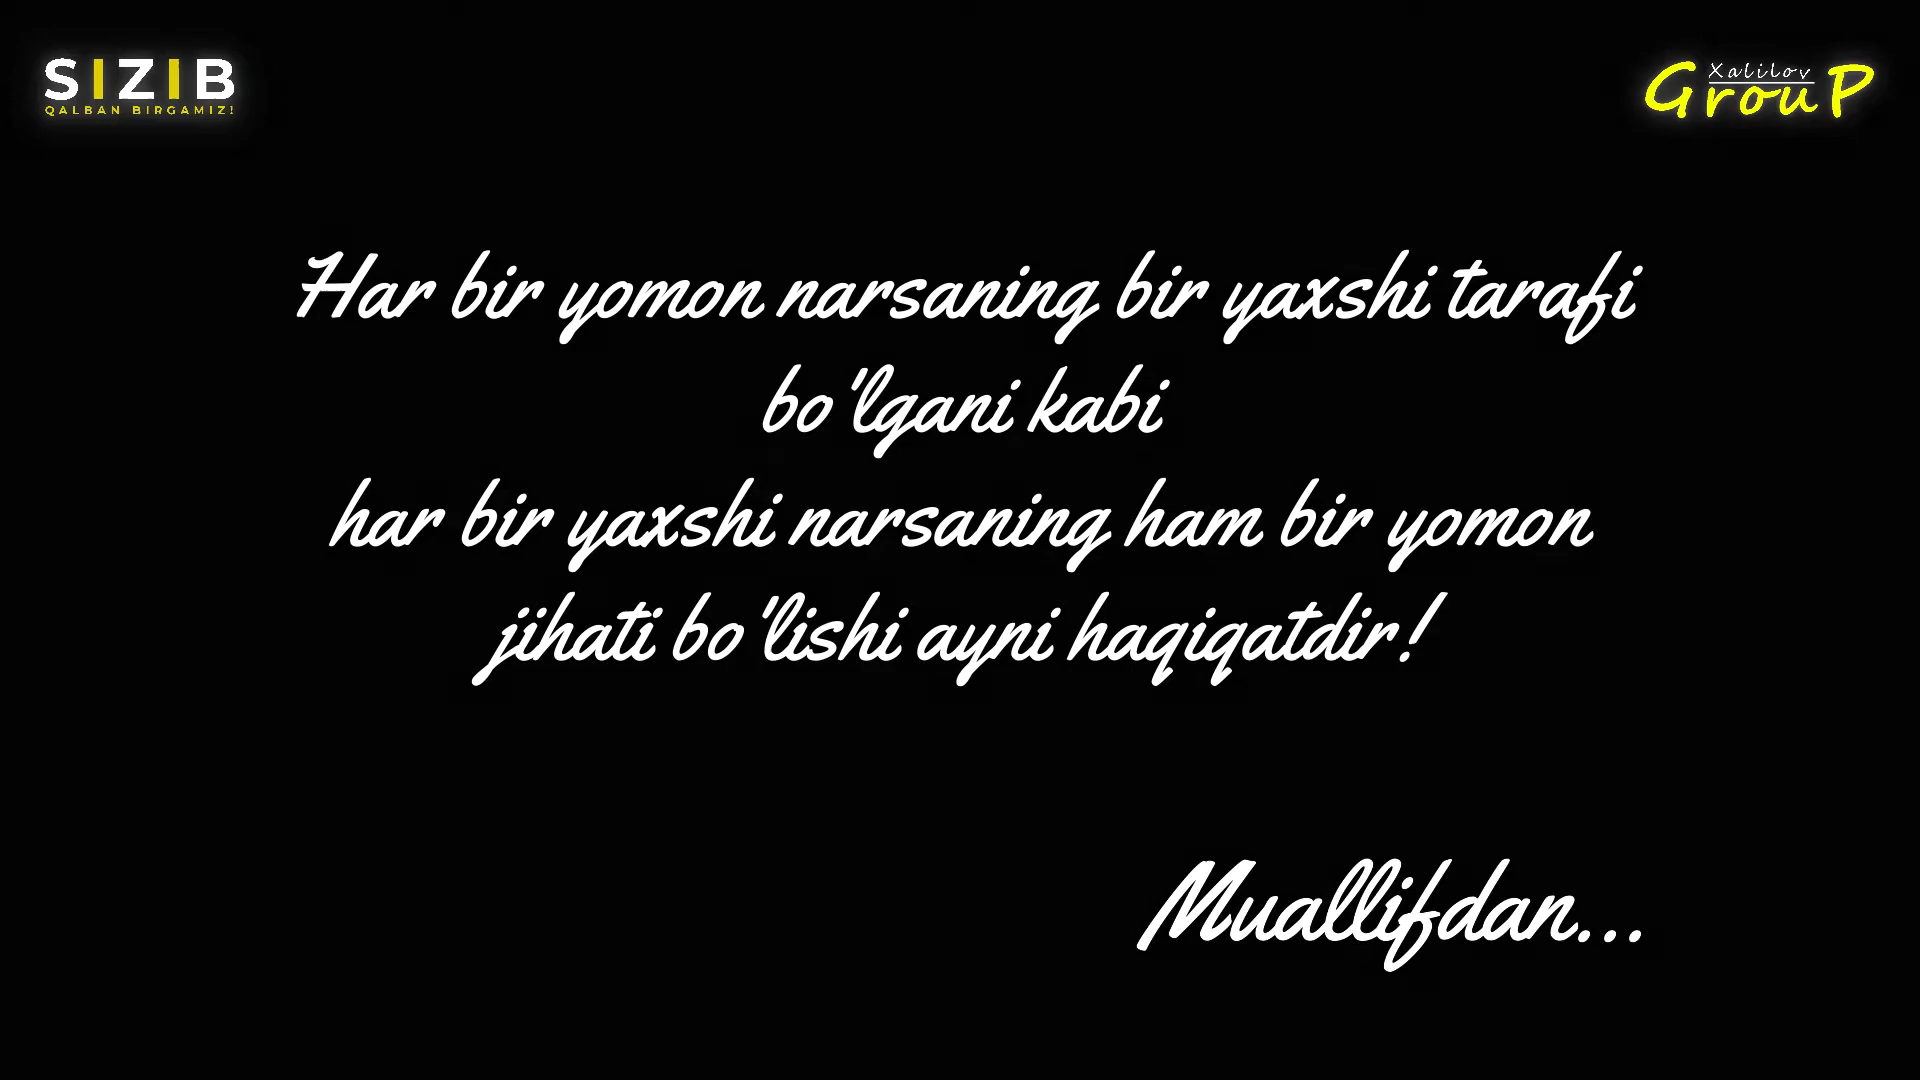 SIZIB
QALBAN BIRGAMIZ!
Xalilov
GrouP
Har bir yomon narsaning bir yaxshi tarafi
bo'lgani kabi
har bir yaxshi narsaning ham bir yomon
jihati bo'lishi ayni haqiqatdir!
Muallifdan...